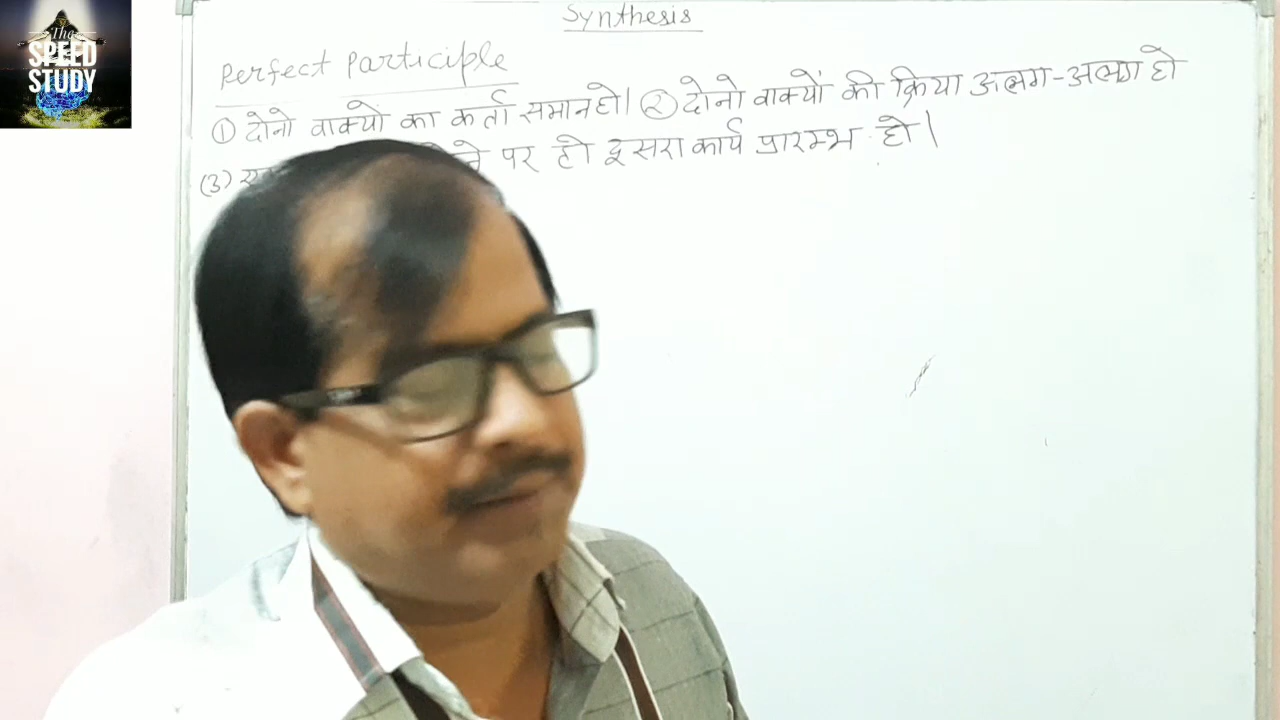 The
SPEED
STUDY
Synthesis
Perfect Participle
① दोनो वाक्यो का कर्ता समान हो। ② दोनो वाक्यों की क्रिया अलग-अलग हो
(3) पर ही दूसरा कार्य प्रारम्भ हो।